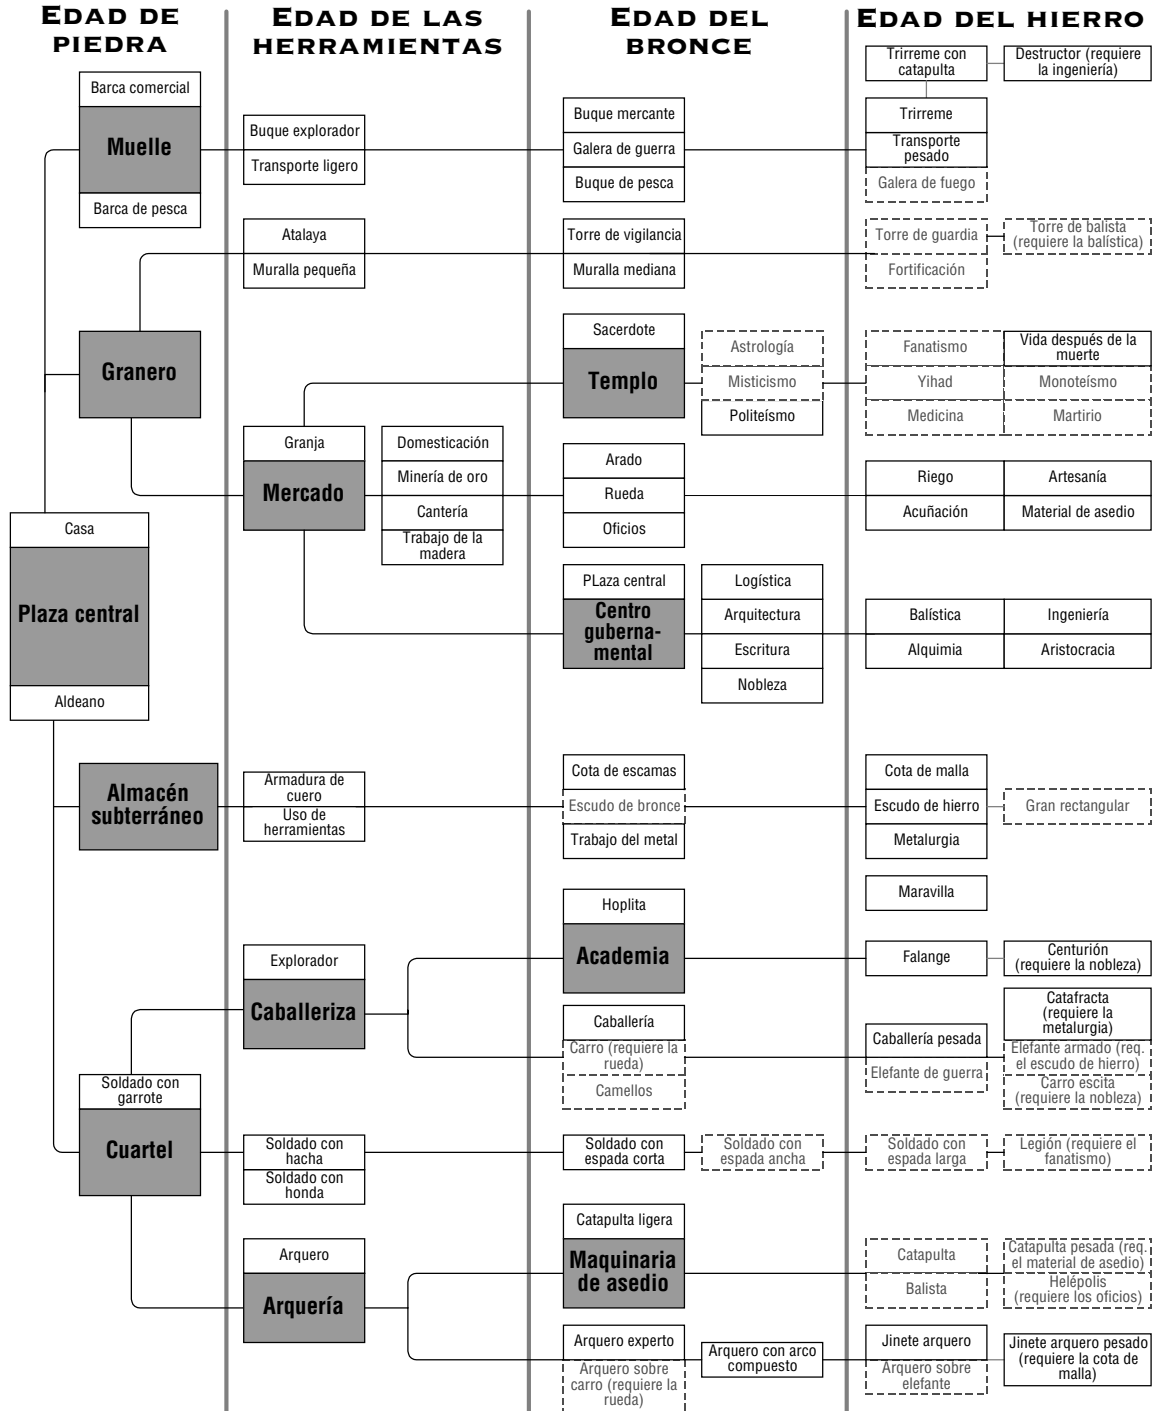 EDAD DE
PIEDRA
EDAD DE LAS
HERRAMIENTAS
EDAD DEL
BRONCE
EDAD DEL HIERRO
Trirreme con
catapulta
Destructor (requiere
la ingeniería)
Barca comercial
Muelle
Barca de pesca
Buque explorador
Transporte ligero
Buque mercante
Galera de guerra
Buque de pesca
Trirreme
Transporte
pesado
Galera de fuego
Atalaya
Muralla pequeña
Torre de vigilancia
Muralla mediana
Torre de guardia
Fortificación
Torre de balista
(requiere la balística)
Granero
Sacerdote
Templo
Astrología
Misticismo
Politeísmo
Fanatismo
Yihad
Medicina
Vida después de la
muerte
Monoteísmo
Martirio
Granja
Mercado
Domesticación
Minería de oro
Cantería
Trabajo de la
madera
Arado
Rueda
Oficios
Riego
Acuñación
Artesanía
Material de asedio
Casa
Plaza central
Aldeano
PLaza central
Centro
guberna-
mental
Logística
Arquitectura
Escritura
Nobleza
Balística
Alquimia
Ingeniería
Aristocracia
Almacén
subterráneo
Armadura de
cuero
Uso de
herramientas
Cota de escamas
Escudo de bronce
Trabajo del metal
Cota de malla
Escudo de hierro
Metalurgia
Gran rectangular
Maravilla
Hoplita
Academia
Falange
Centurión
(requiere la nobleza)
Explorador
Caballeriza
Caballería
Carro (requiere la
rueda)
Camellos
Caballería pesada
Elefante de guerra
Catafracta
(requiere la
metalurgia)
Elefante armado (req.
el escudo de hierro)
Carro escita
(requiere la nobleza)
Soldado con
garrote
Cuartel
Soldado con
hacha
Soldado con
honda
Soldado con
espada corta
Soldado con
espada ancha
Soldado con
espada larga
Legión (requiere el
fanatismo)
Catapulta ligera
Maquinaria
de asedio
Catapulta
Balista
Catapulta pesada (req.
el material de asedio)
Helépolis
(requiere los oficios)
Arquero
Arquería
Arquero experto
Arquero sobre
carro (requiere la
rueda)
Arquero con arco
compuesto
Jinete arquero
Arquero sobre
elefante
Jinete arquero pesado
(requiere la cota de
malla)